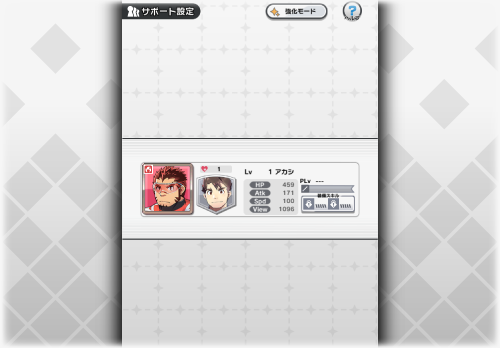 サポート設定
強化モード
?
1
Lv 1 アカシ
HP 459
Atk 171
Spd 100
View 1096
PLv ---
装備スキル